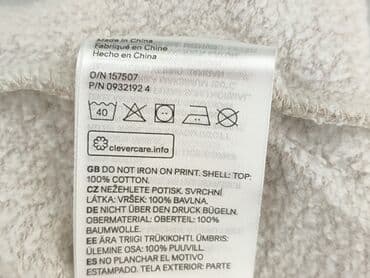 Made in China
Fabriqué en Chine
Hecho en China
O/N 157507
P/N 0932192 4
40
clevercare.info
GB DO NOT IRON ON PRINT. SHELL: TOP:
100% COTTON.
CZ NEŽEHLETE POTISK. SVRCHNÍ
LÁTKA: VRŠEK: 100% BAVLNA.
DE NICHT ÜBER DEN DRUCK BÜGELN.
OBERMATERIAL: OBERTEIL: 100%
BAUMWOLLE.
EE ÄRA TRIIGI TRÜKIKOHTI. ÜMBRIS:
ÜLEMINE OSA: 100% PUUVILL.
ES NO PLANCHAR EL MOTIVO
ESTAMPADO. TELA EXTERIOR: PARTE